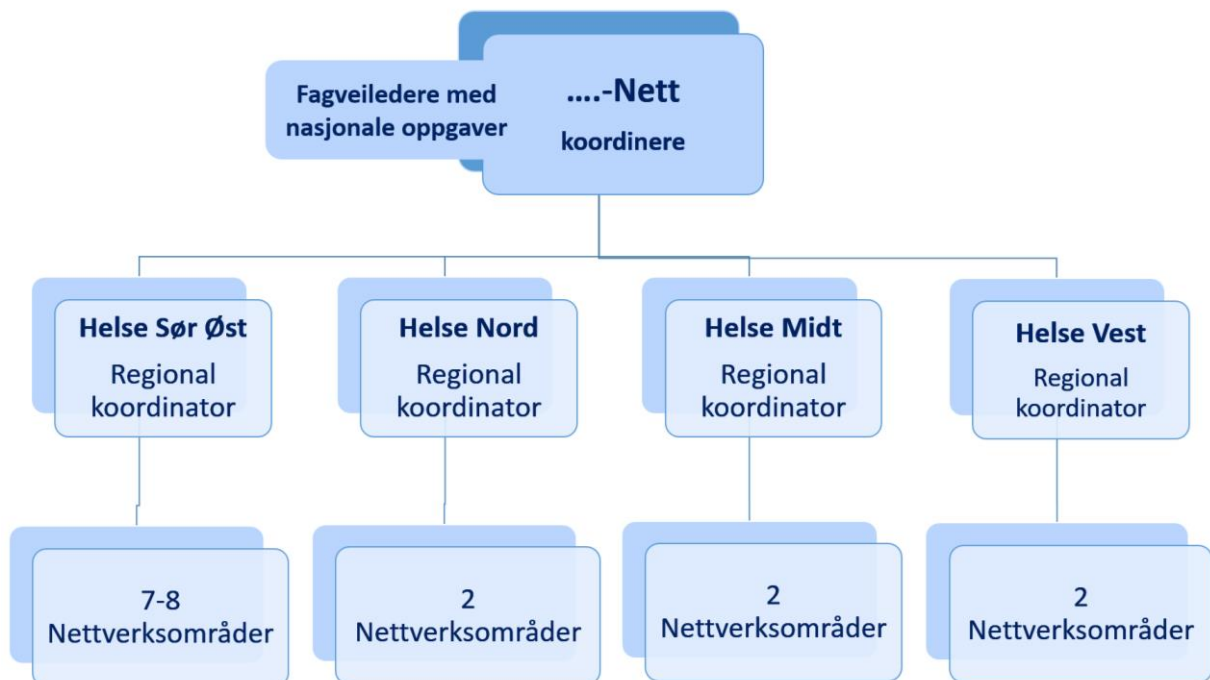 Fagveiledere med
nasjonale oppgaver
….-Nett
koordinere
Helse Sør Øst
Regional
koordinator
Helse Nord
Regional
koordinator
Helse Midt
Regional
koordinator
Helse Vest
Regional
koordinator
7-8
Nettverksområder
2
Nettverksområder
2
Nettverksområder
2
Nettverksområder